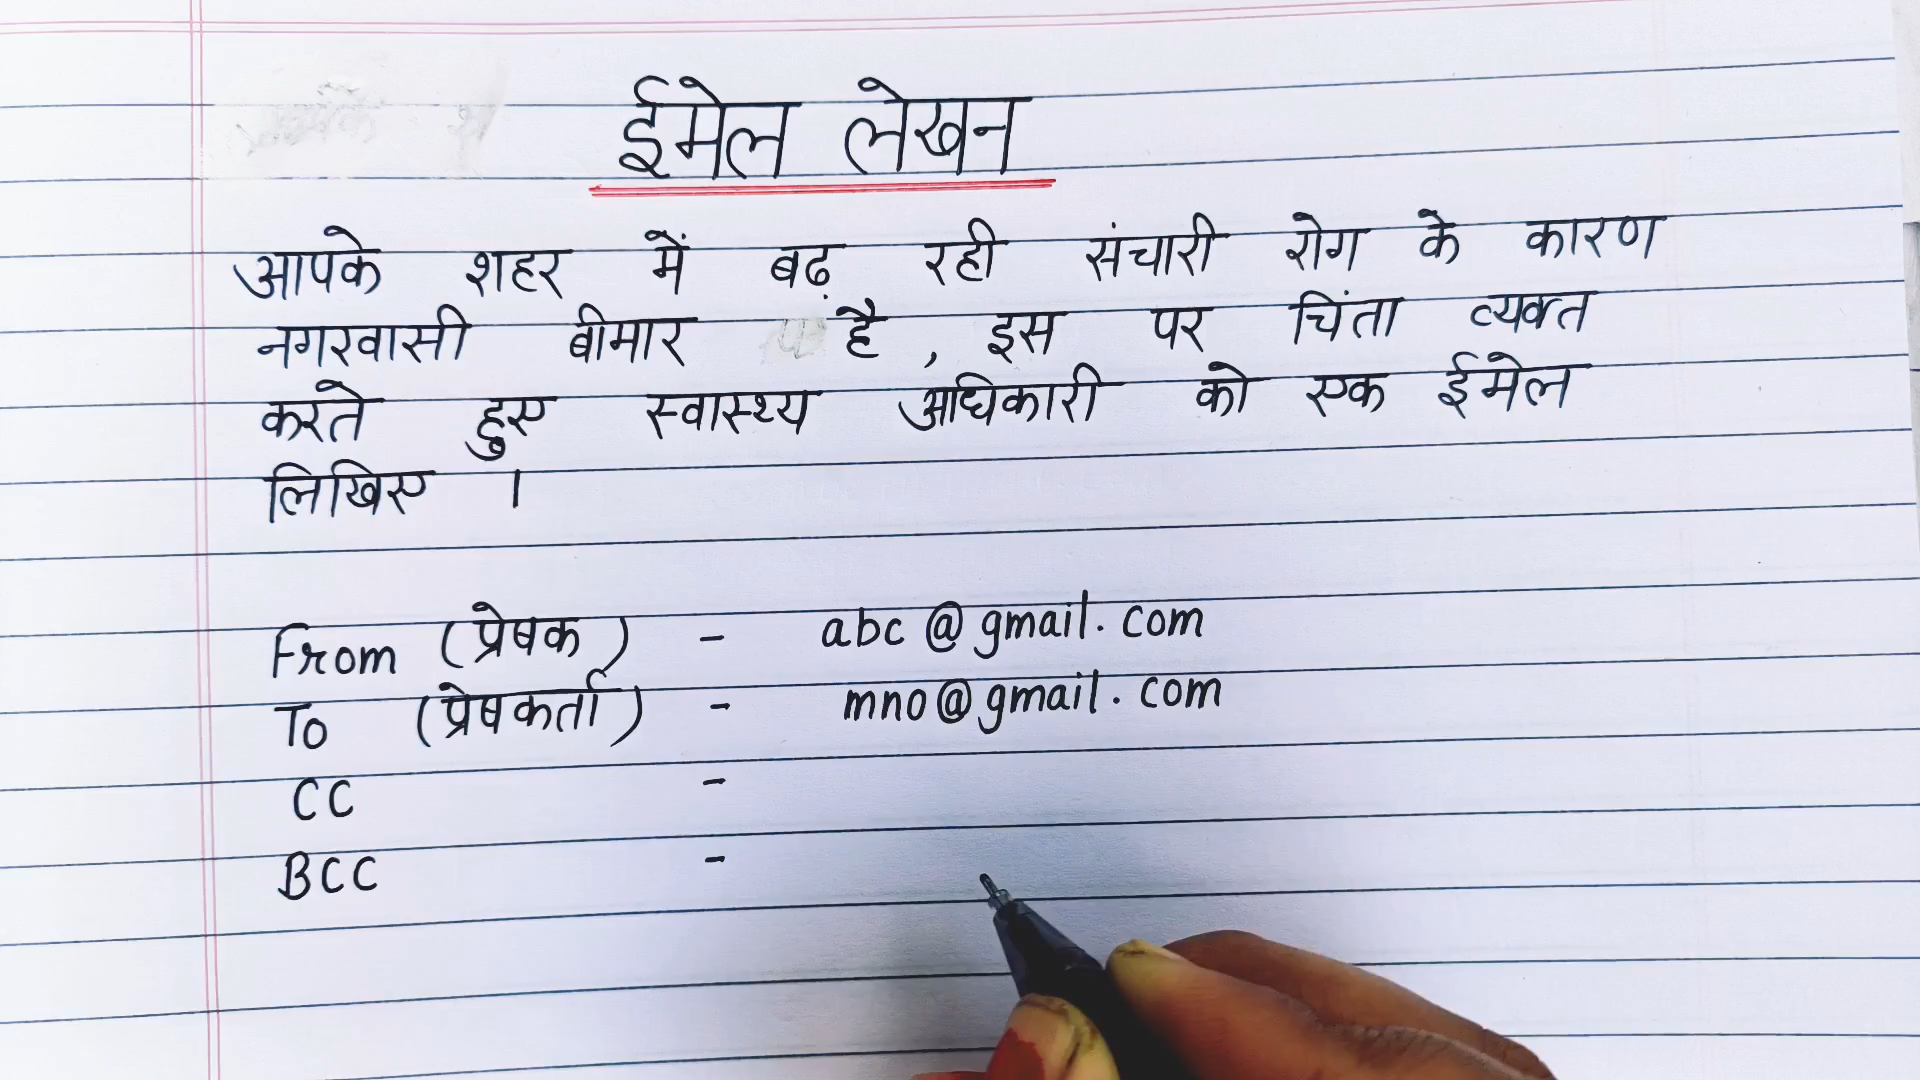 ईमेल लेखन
आपके शहर में बढ़ रही संचारी रोग के कारण
नगरवासी बीमार है, इस पर चिंता व्यक्त
करते हुए स्वास्थ्य अधिकारी को एक ईमेल
लिखिए ।
From (प्रेषक) - abc@gmail.com
To (प्रेषकर्ता) - mno@gmail.com
CC -
BCC -